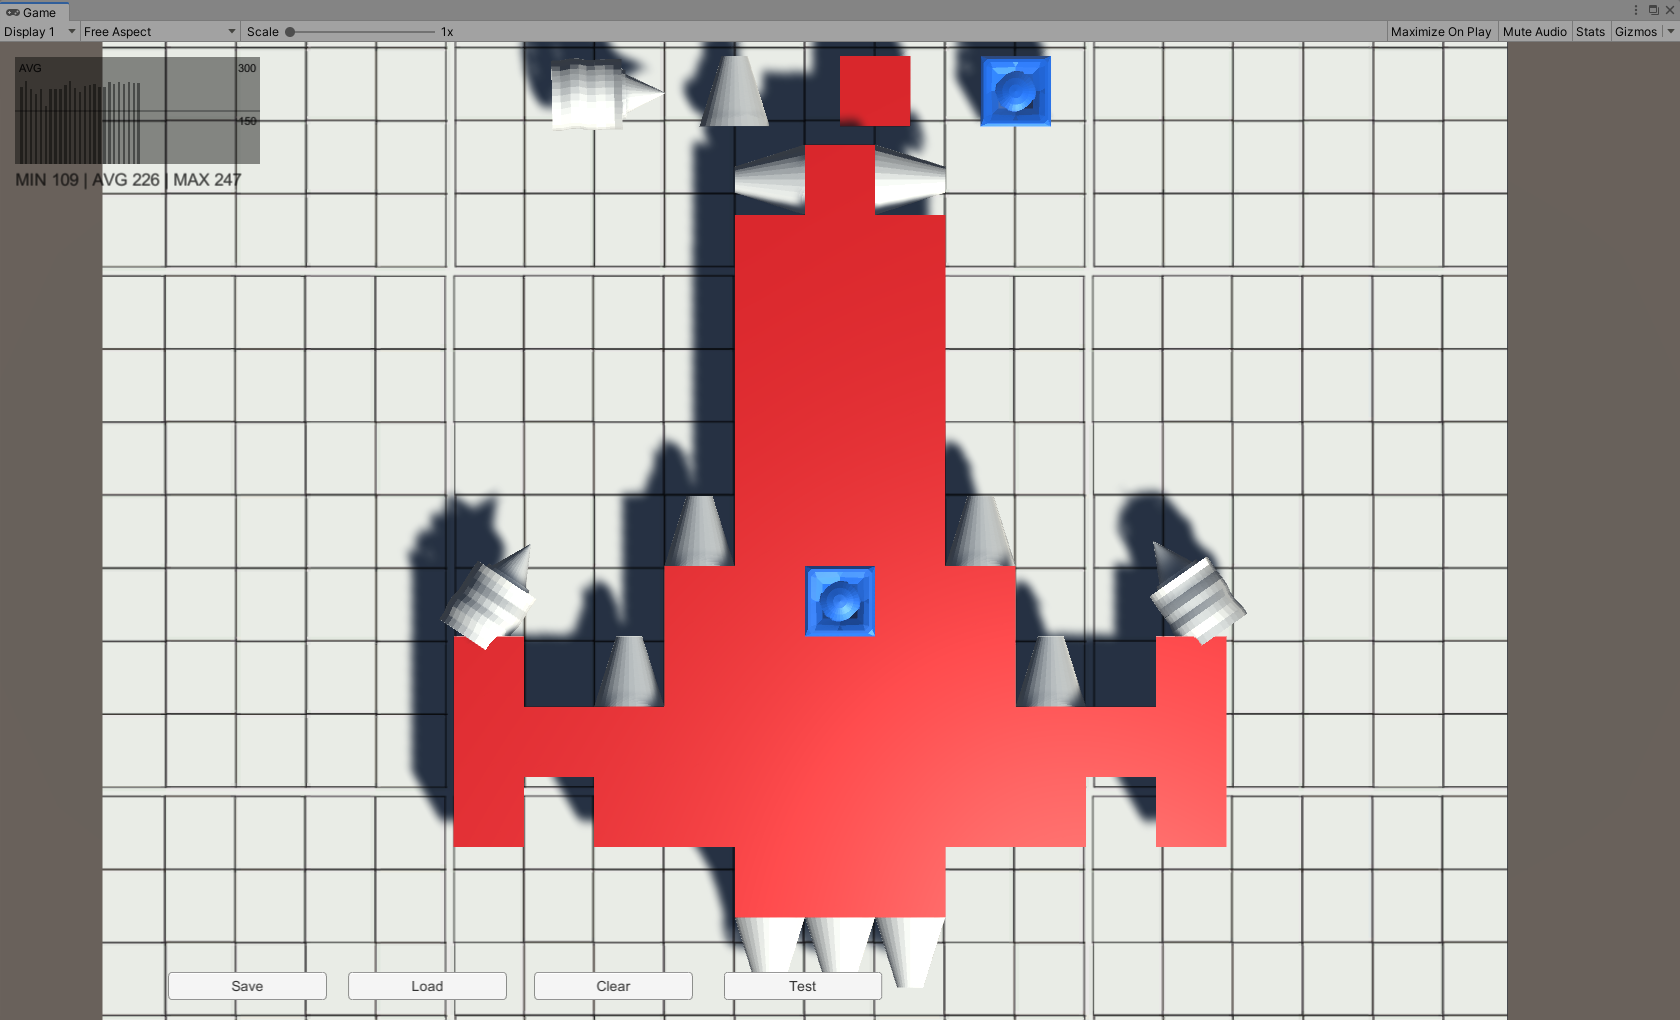 Game
Display 1
Free Aspect
Scale
1x
Maximize On Play
Mute Audio
Stats
Gizmos
AVG
300
150
MIN 109 | AVG 226 | MAX 247
Save
Load
Clear
Test